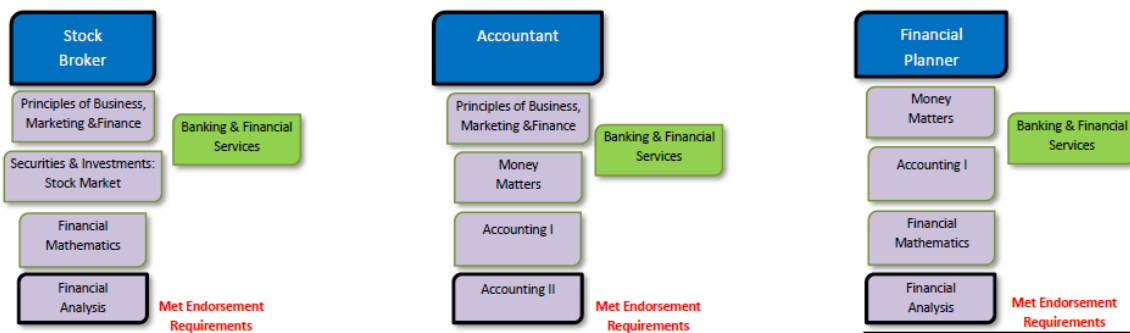 Stock
Broker
Principles of Business,
Marketing &Finance
Banking & Financial
Services
Securities & Investments:
Stock Market
Financial
Mathematics
Financial
Analysis
Met Endorsement
Requirements
Accountant
Principles of Business,
Marketing &Finance
Banking & Financial
Services
Money
Matters
Accounting I
Accounting II
Met Endorsement
Requirements
Financial
Planner
Money
Matters
Banking & Financial
Services
Accounting I
Financial
Mathematics
Financial
Analysis
Met Endorsement
Requirements